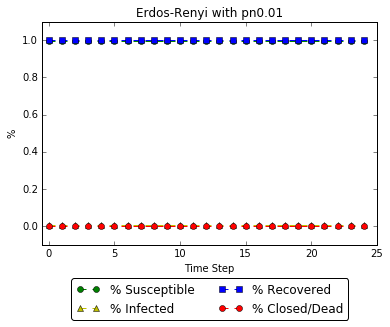 Erdos-Renyi with pn0.01
1.0
0.8
0.6
0.4
0.2
0.0
%
0 5 10 15 20 25
Time Step
% Susceptible % Recovered
% Infected % Closed/Dead